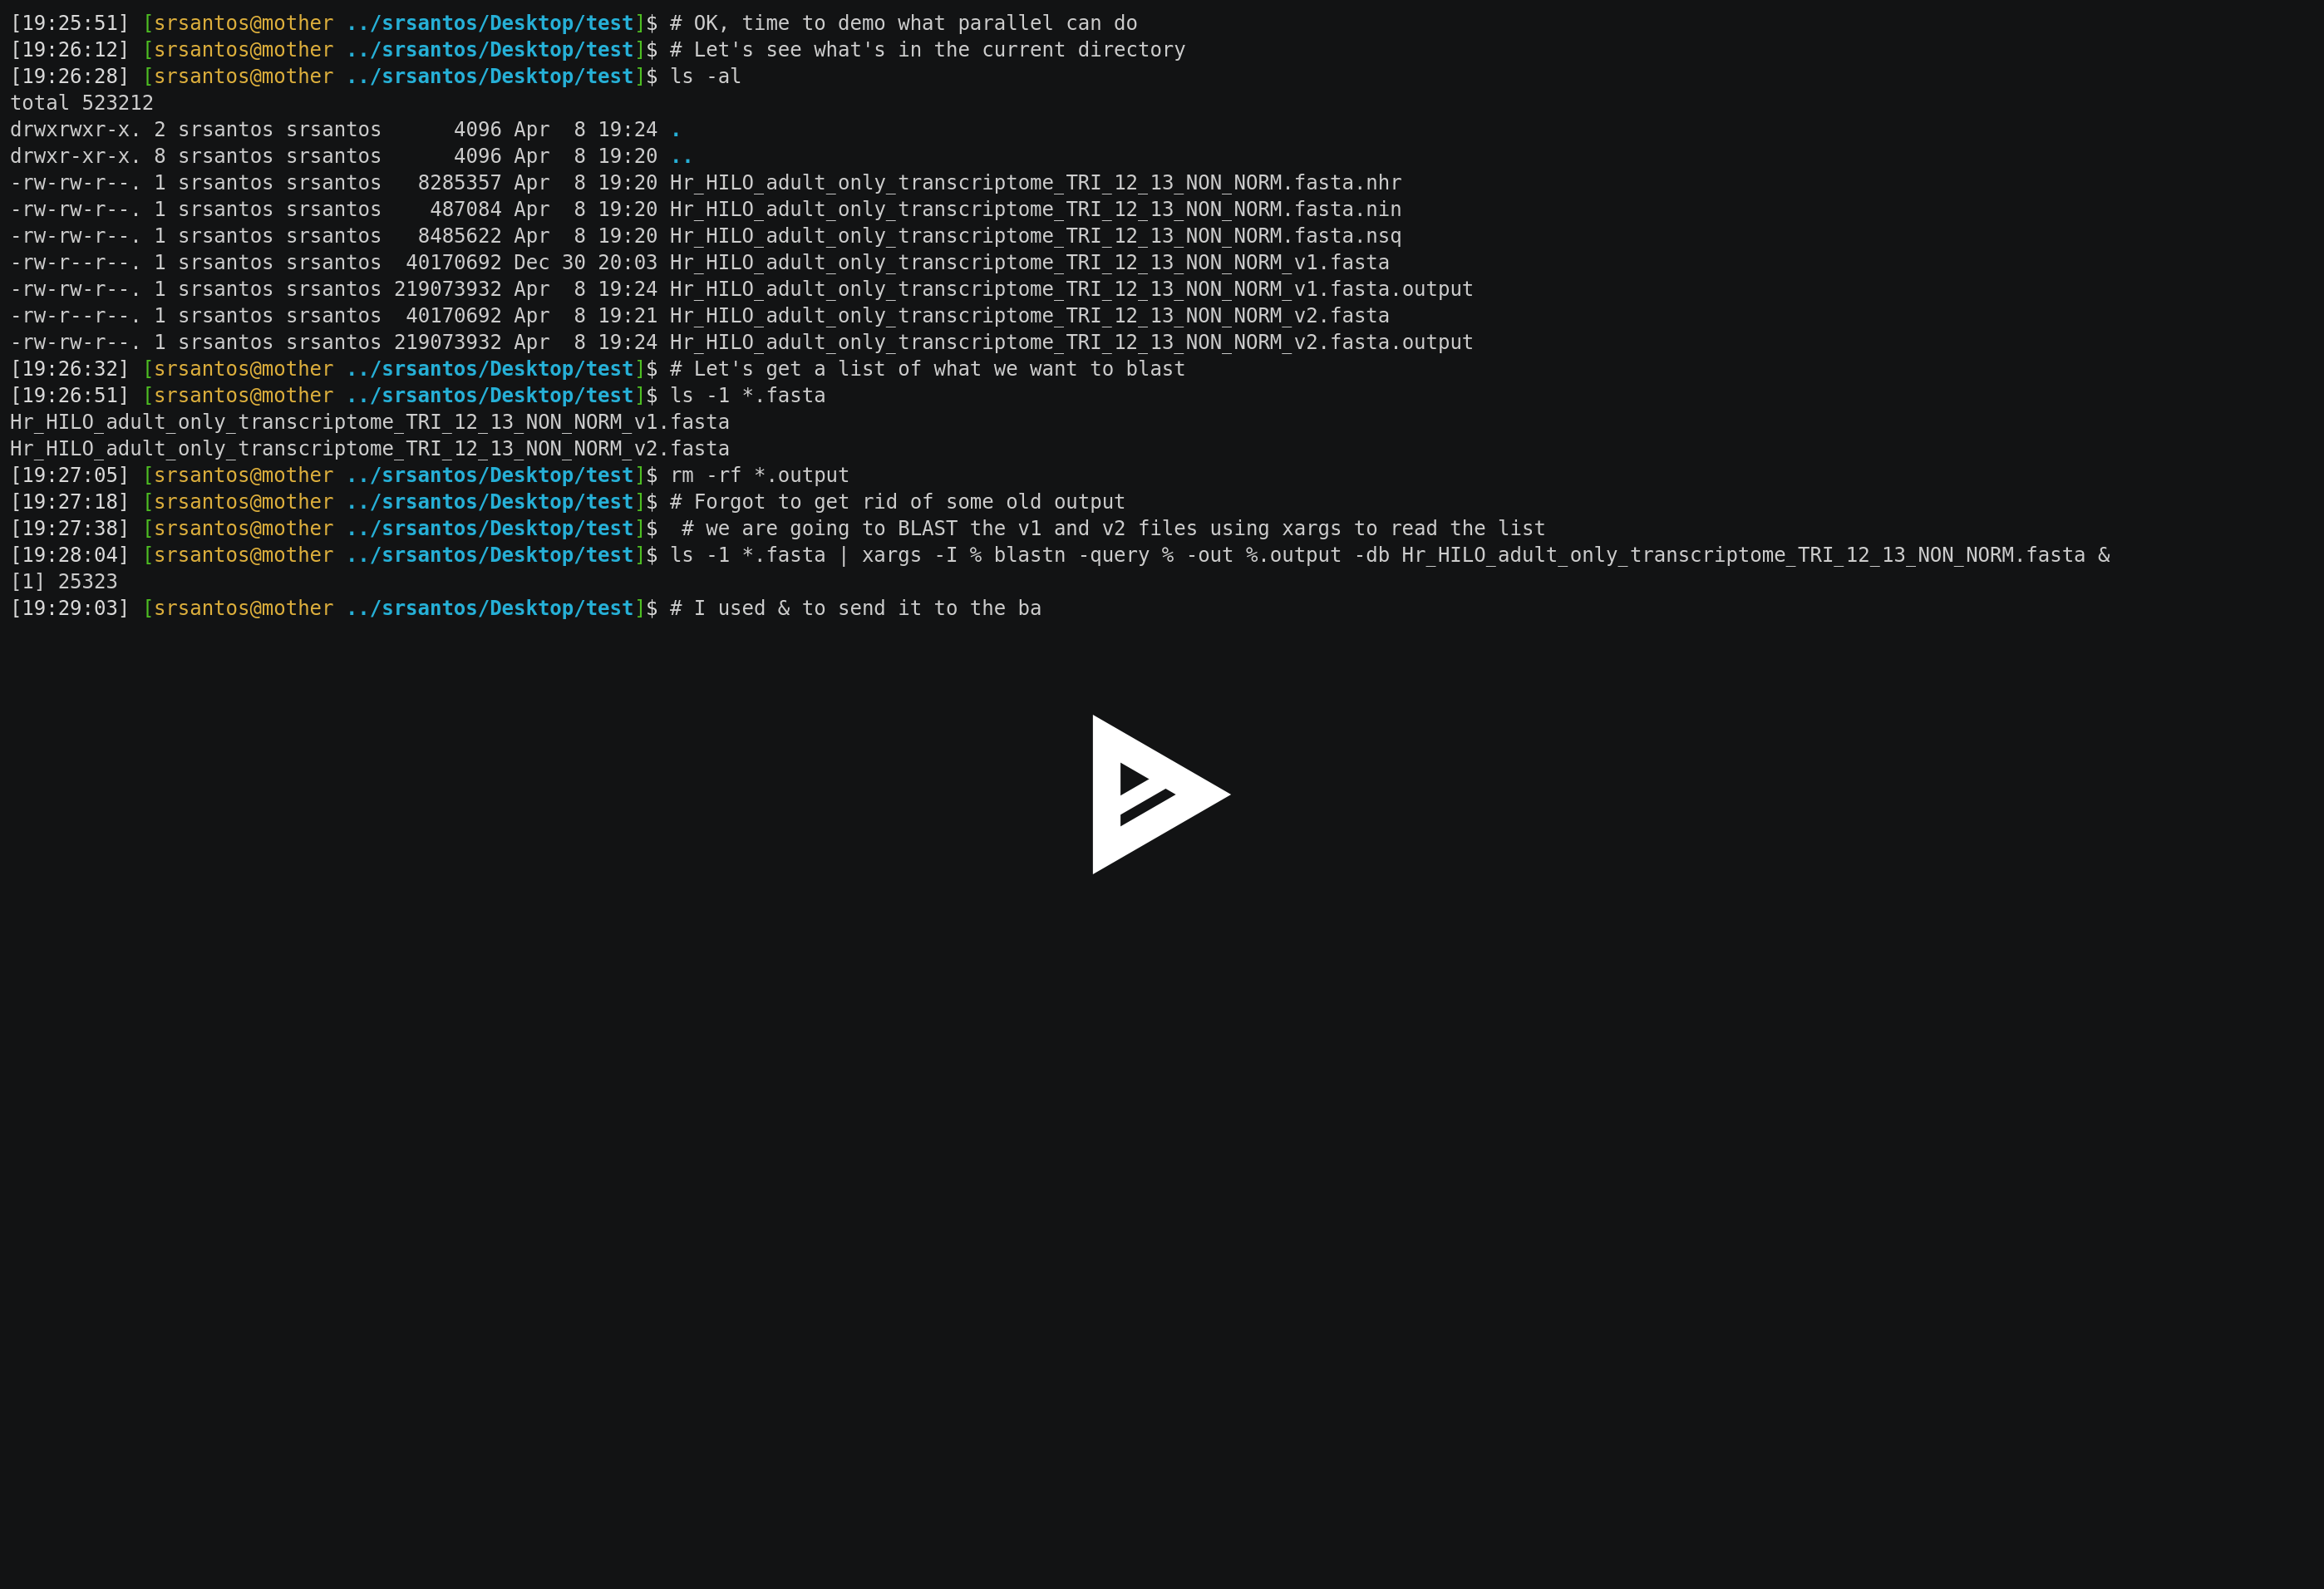 [19:25:51] [srsantos@mother ../srsantos/Desktop/test]$ # OK, time to demo what parallel can do
[19:26:12] [srsantos@mother ../srsantos/Desktop/test]$ # Let's see what's in the current directory
[19:26:28] [srsantos@mother ../srsantos/Desktop/test]$ ls -al
total 523212
drwxrwxr-x. 2 srsantos srsantos      4096 Apr  8 19:24 .
drwxr-xr-x. 8 srsantos srsantos      4096 Apr  8 19:20 ..
-rw-rw-r--. 1 srsantos srsantos   8285357 Apr  8 19:20 Hr_HILO_adult_only_transcriptome_TRI_12_13_NON_NORM.fasta.nhr
-rw-rw-r--. 1 srsantos srsantos    487084 Apr  8 19:20 Hr_HILO_adult_only_transcriptome_TRI_12_13_NON_NORM.fasta.nin
-rw-rw-r--. 1 srsantos srsantos   8485622 Apr  8 19:20 Hr_HILO_adult_only_transcriptome_TRI_12_13_NON_NORM.fasta.nsq
-rw-r--r--. 1 srsantos srsantos  40170692 Dec 30 20:03 Hr_HILO_adult_only_transcriptome_TRI_12_13_NON_NORM_v1.fasta
-rw-rw-r--. 1 srsantos srsantos 219073932 Apr  8 19:24 Hr_HILO_adult_only_transcriptome_TRI_12_13_NON_NORM_v1.fasta.output
-rw-r--r--. 1 srsantos srsantos  40170692 Apr  8 19:21 Hr_HILO_adult_only_transcriptome_TRI_12_13_NON_NORM_v2.fasta
-rw-rw-r--. 1 srsantos srsantos 219073932 Apr  8 19:24 Hr_HILO_adult_only_transcriptome_TRI_12_13_NON_NORM_v2.fasta.output
[19:26:32] [srsantos@mother ../srsantos/Desktop/test]$ # Let's get a list of what we want to blast
[19:26:51] [srsantos@mother ../srsantos/Desktop/test]$ ls -1 *.fasta
Hr_HILO_adult_only_transcriptome_TRI_12_13_NON_NORM_v1.fasta
Hr_HILO_adult_only_transcriptome_TRI_12_13_NON_NORM_v2.fasta
[19:27:05] [srsantos@mother ../srsantos/Desktop/test]$ rm -rf *.output
[19:27:18] [srsantos@mother ../srsantos/Desktop/test]$ # Forgot to get rid of some old output
[19:27:38] [srsantos@mother ../srsantos/Desktop/test]$  # we are going to BLAST the v1 and v2 files using xargs to read the list
[19:28:04] [srsantos@mother ../srsantos/Desktop/test]$ ls -1 *.fasta | xargs -I % blastn -query % -out %.output -db Hr_HILO_adult_only_transcriptome_TRI_12_13_NON_NORM.fasta &
[1] 25323
[19:29:03] [srsantos@mother ../srsantos/Desktop/test]$ # I used & to send it to the ba